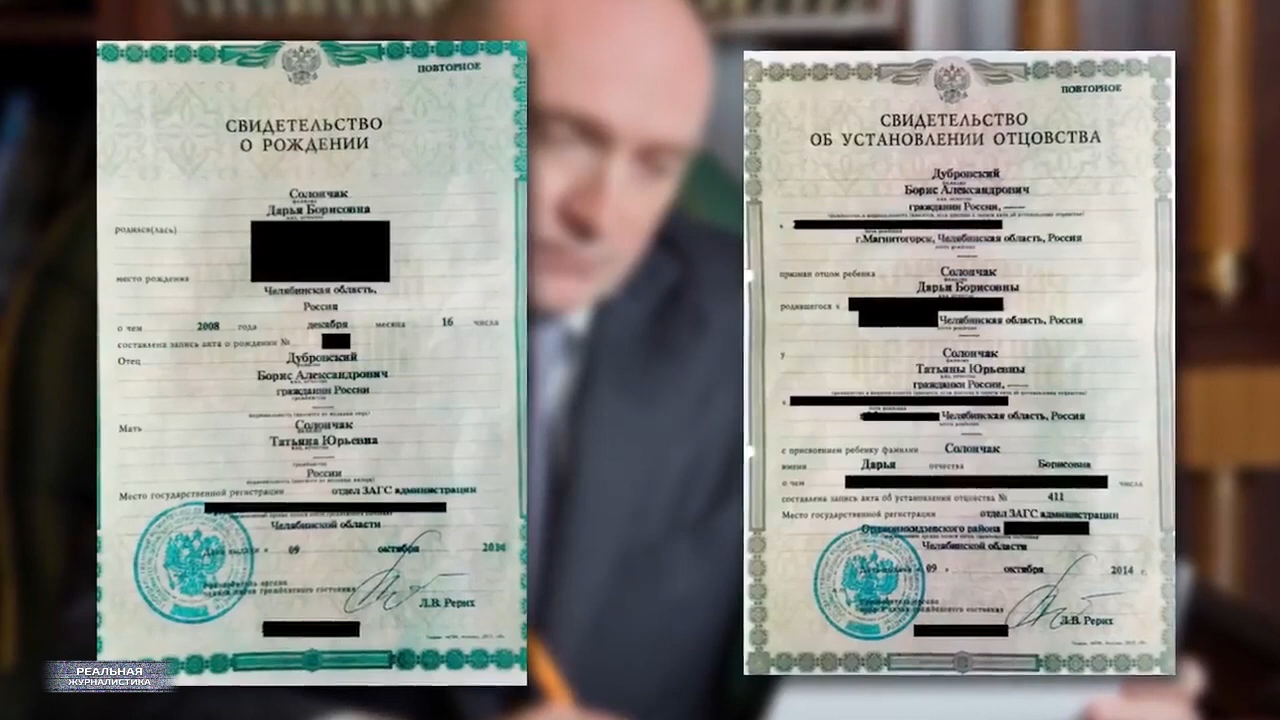 ПОВТОРНОЕ
СВИДЕТЕЛЬСТВО
О РОЖДЕНИИ
Солончак
Дарья Борисовна
родился(лась)
место рождения
Челябинская область,
Россия
о чем 2008 года декабря месяца 16 числа
составлена запись акта о рождении №
Отец Дубровский
Борис Александрович
гражданин России
Мать Солончак
Татьяна Юрьевна
России
Место государственной регистрации отдел ЗАГС администрации
Челябинской области
09 октября
Л.В. Рерих
ПОВТОРНОЕ
СВИДЕТЕЛЬСТВО
ОБ УСТАНОВЛЕНИИ ОТЦОВСТВА
Дубровский
Борис Александрович
гражданин России,
г.Магнитогорск, Челябинская область, Россия
признан отцом ребенка Солончак
Дарьи Борисовны
родившегося
Челябинская область, Россия
у Солончак
Татьяны Юрьевны
гражданки России,
Челябинская область, Россия
с присвоением ребенку фамилии Солончак
имени Дарья отчества Борисовна
о чем числа
составлена запись акта об установлении отцовства № 411
Место государственной регистрации отдел ЗАГС администрации
Орджоникидзевского района
Челябинской области
09 октября 2014 г
Л.В. Рерих
РЕАЛЬНАЯ
ЖУРНАЛИСТИКА